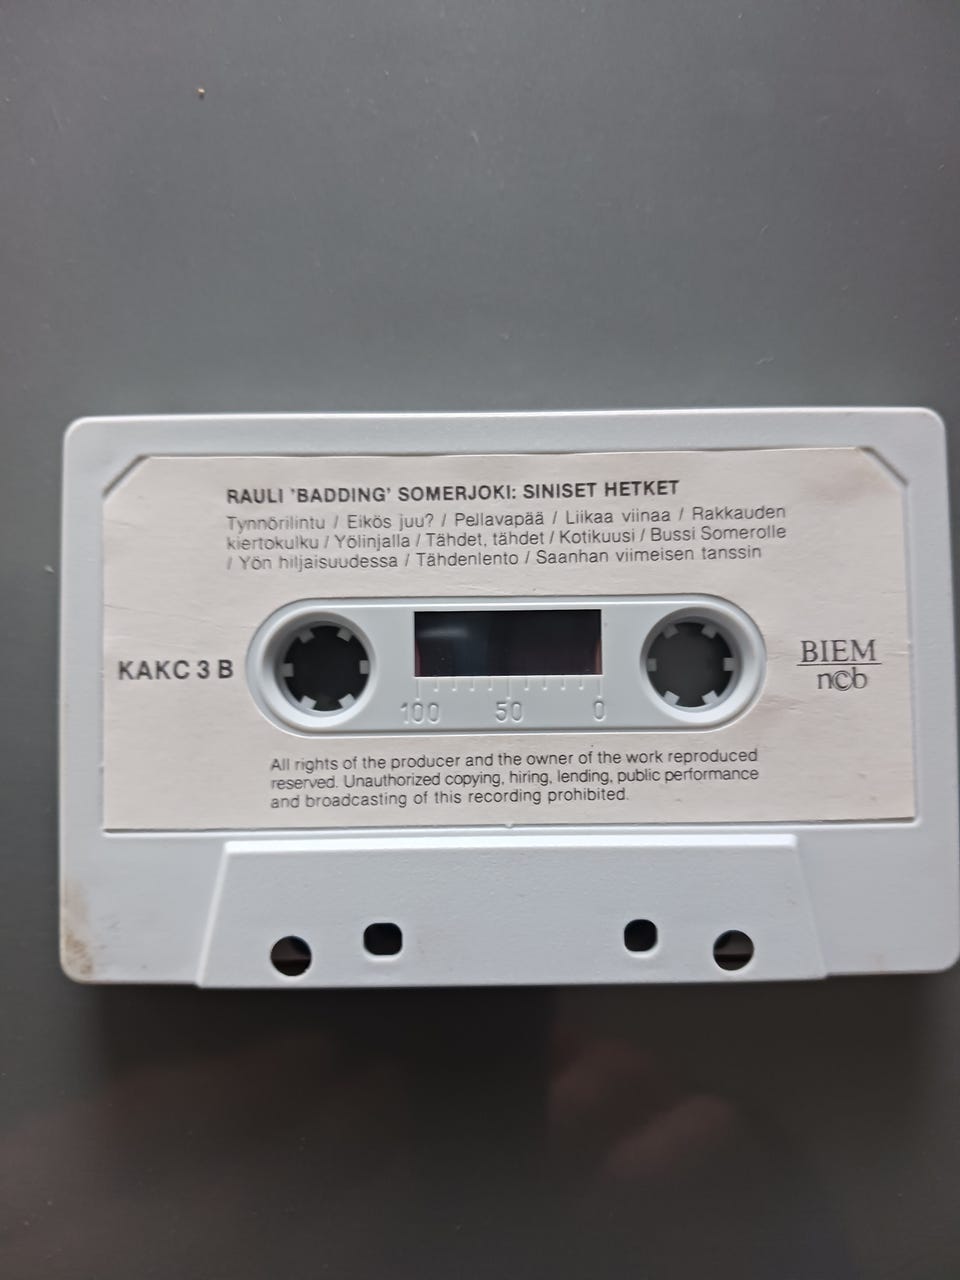 RAULI 'BADDING' SOMERJOKI: SINISET HETKET
Tynnörilintu / Eikös juu? / Pellavapää / Liikaa viinaa / Rakkauden
kiertokulku / Yölinjalla / Tähdet, tähdet / Kotikuusi / Bussi Somerolle
/ Yön hiljaisuudessa / Tähdenlento / Saanhan viimeisen tanssin
KAKC 3 B
BIEM
n©b
100 50 0
All rights of the producer and the owner of the work reproduced
reserved. Unauthorized copying, hiring, lending, public performance
and broadcasting of this recording prohibited.